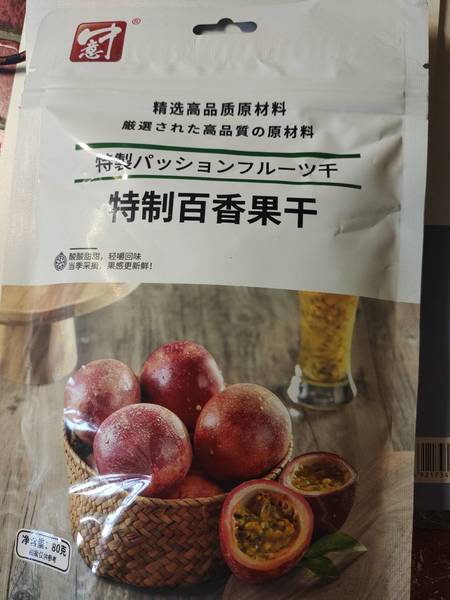 中意
®
精选高品质原材料
厳選された高品質の原材料
特製パッションフルーツ干
特制百香果干
酸酸甜甜，轻嚼回味
当季采摘，果感更新鲜！
净含量：80克